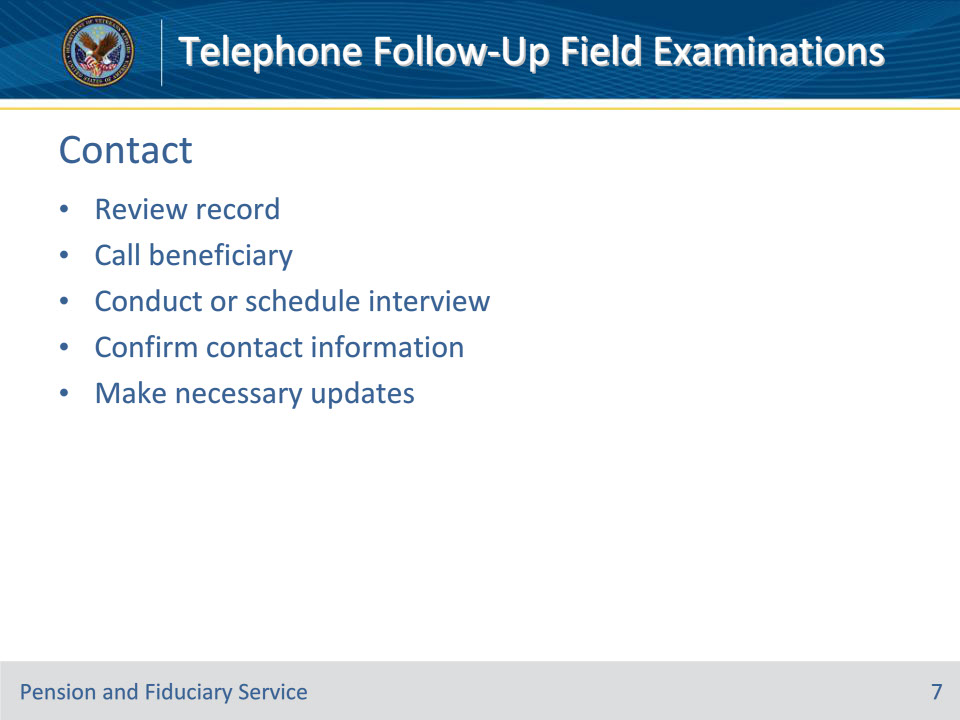 Telephone Follow-Up Field Examinations
Contact
• Review record
• Call beneficiary
• Conduct or schedule interview
• Confirm contact information
• Make necessary updates
Pension and Fiduciary Service
7